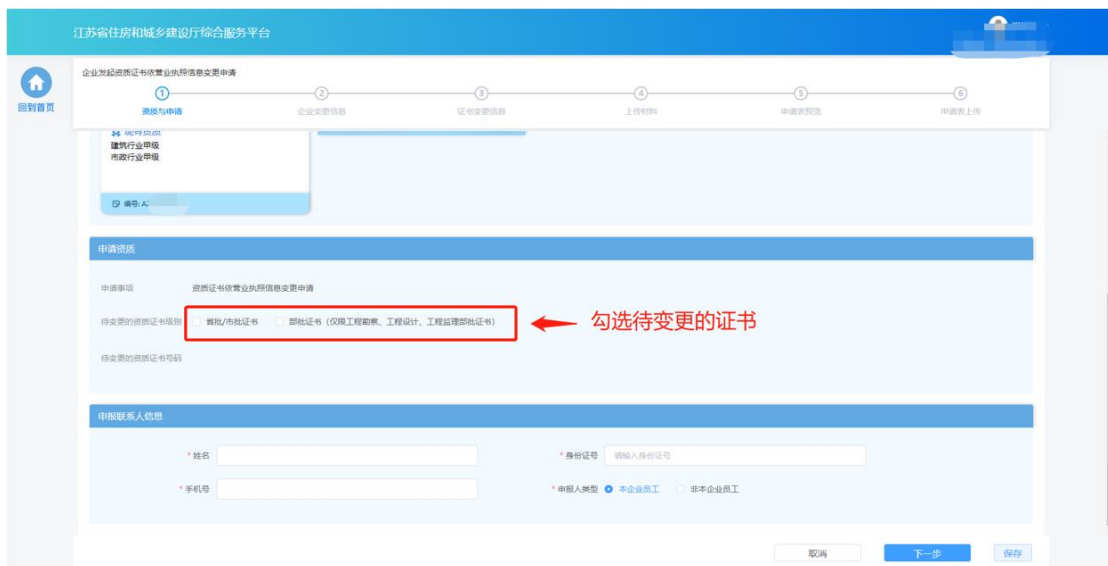 江苏省住房和城乡建设厅综合服务平台
回到首页
企业发起资质证书依营业执照信息变更申请
1 2 3 4 5 6
资质与申请 企业变更信息 证书变更信息 上传材料 申请表预览 申请表上传
现有资质
建筑行业甲级
市政行业甲级
编号: A
申请资质
申请事项 资质证书依营业执照信息变更申请
待变更的资质证书级别 省批/市批证书 部批证书（仅限工程勘察、工程设计、工程监理部批证书） 勾选待变更的证书
待变更的资质证书号码
申报联系人信息
* 姓名 * 身份证号 请输入身份证号
* 手机号 * 申报人类型 本企业员工 非本企业员工
取消 下一步 保存